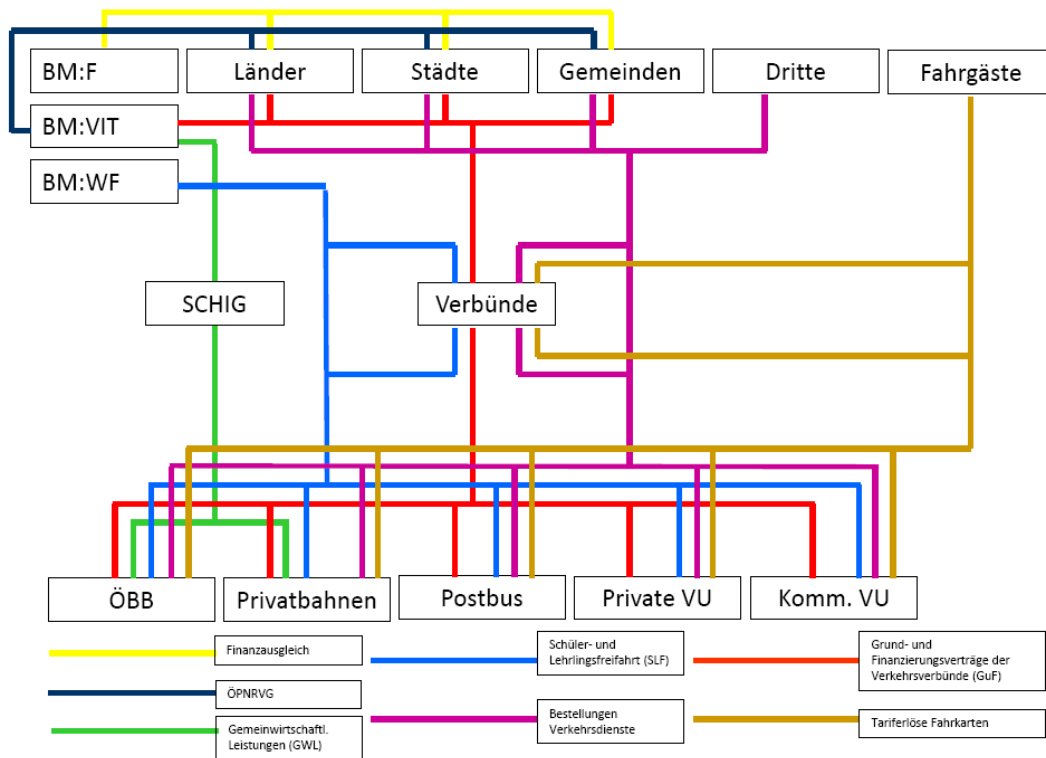 BM:F
Länder
Städte
Gemeinden
Dritte
Fahrgäste
BM:VIT
BM:WF
SCHIG
Verbünde
ÖBB
Privatbahnen
Postbus
Private VU
Komm. VU
Finanzausgleich
Schüler- und
Lehrlingsfreifahrt (SLF)
Grund- und
Finanzierungsverträge der
Verkehrsverbünde (GuF)
ÖPNRVG
Gemeinwirtschaftl.
Leistungen (GWL)
Bestellungen
Verkehrsdienste
Tariferlöse Fahrkarten